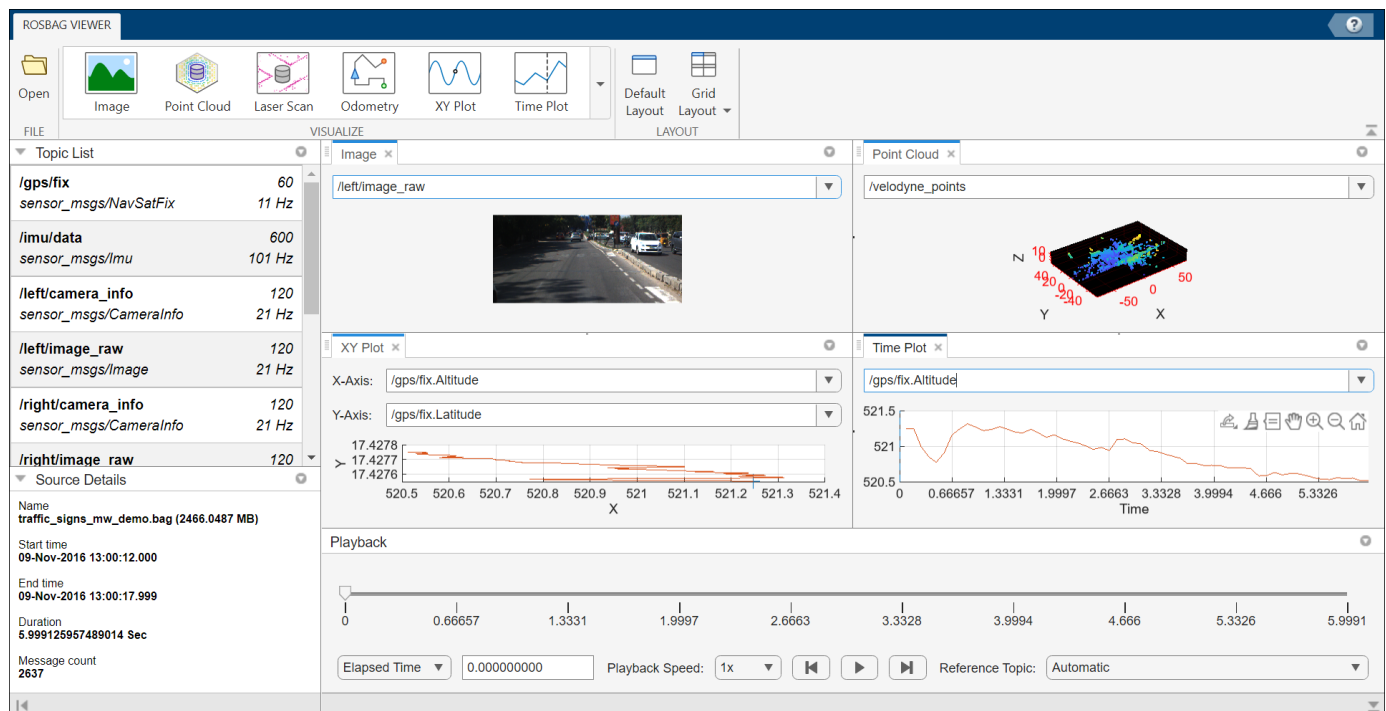 ROSBAG VIEWER
?
Open
Image
Point Cloud
Laser Scan
Odometry
XY Plot
Time Plot
Default
Layout
Grid
Layout
FILE
VISUALIZE
LAYOUT
Topic List
/gps/fix 60
sensor_msgs/NavSatFix 11 Hz
/imu/data 600
sensor_msgs/Imu 101 Hz
/left/camera_info 120
sensor_msgs/CameraInfo 21 Hz
/left/image_raw 120
sensor_msgs/Image 21 Hz
/right/camera_info 120
sensor_msgs/CameraInfo 21 Hz
/right/image_raw 120
Source Details
Name
traffic_signs_mw_demo.bag (2466.0487 MB)
Start time
09-Nov-2016 13:00:12.000
End time
09-Nov-2016 13:00:17.999
Duration
5.999125957489014 Sec
Message count
2637
Image
/left/image_raw
Point Cloud
/velodyne_points
Z
10
0
40
20
0
-20
-40
-50
0
50
Y
X
XY Plot
X-Axis: /gps/fix.Altitude
Y-Axis: /gps/fix.Latitude
Y
17.4278
17.4277
17.4276
520.5 520.6 520.7 520.8 520.9 521 521.1 521.2 521.3 521.4
X
Time Plot
/gps/fix.Altitude
521.5
521
520.5
0 0.66657 1.3331 1.9997 2.6663 3.3328 3.9994 4.666 5.3326
Time
Playback
0 0.66657 1.3331 1.9997 2.6663 3.3328 3.9994 4.666 5.3326 5.9991
Elapsed Time 0.000000000 Playback Speed: 1x Reference Topic: Automatic